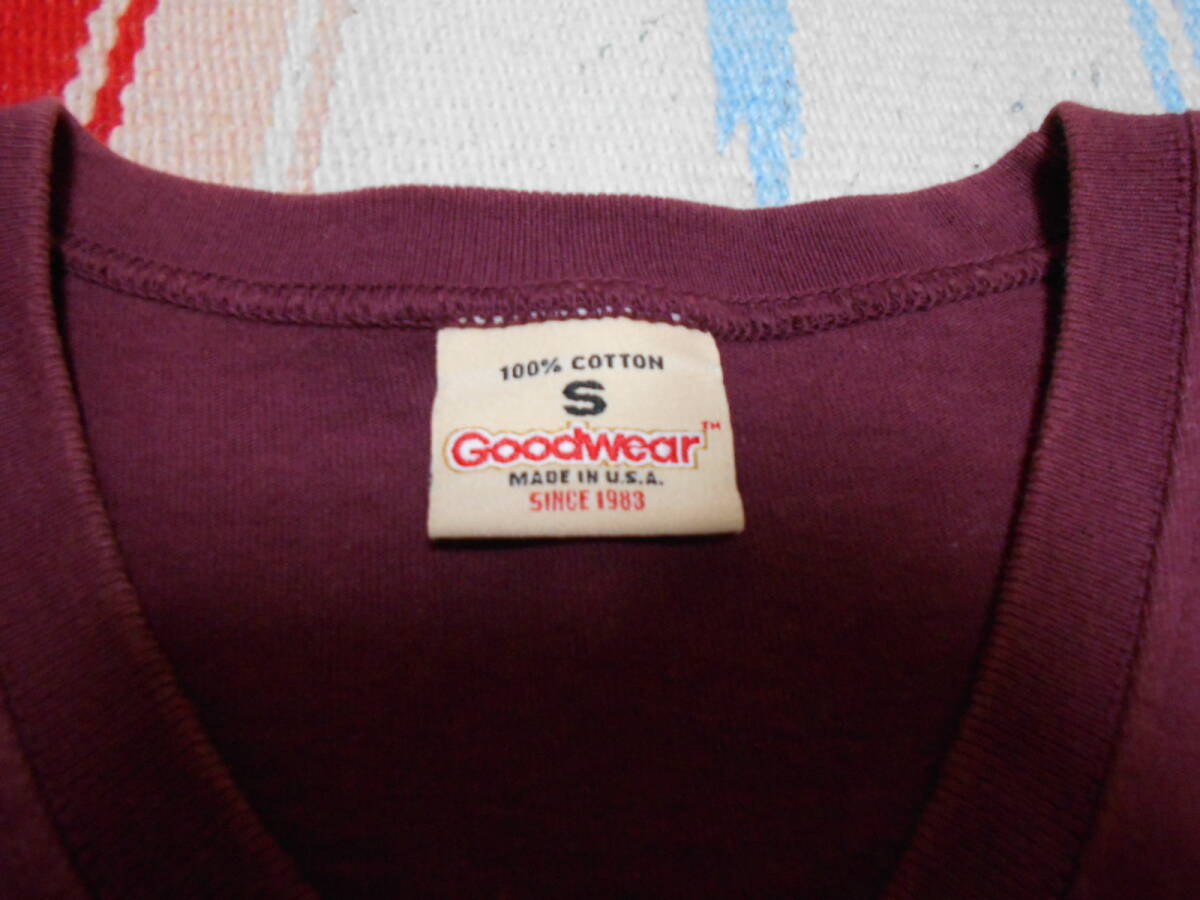 100% COTTON
S
Goodwear™
MADE IN U.S.A.
SINCE 1983